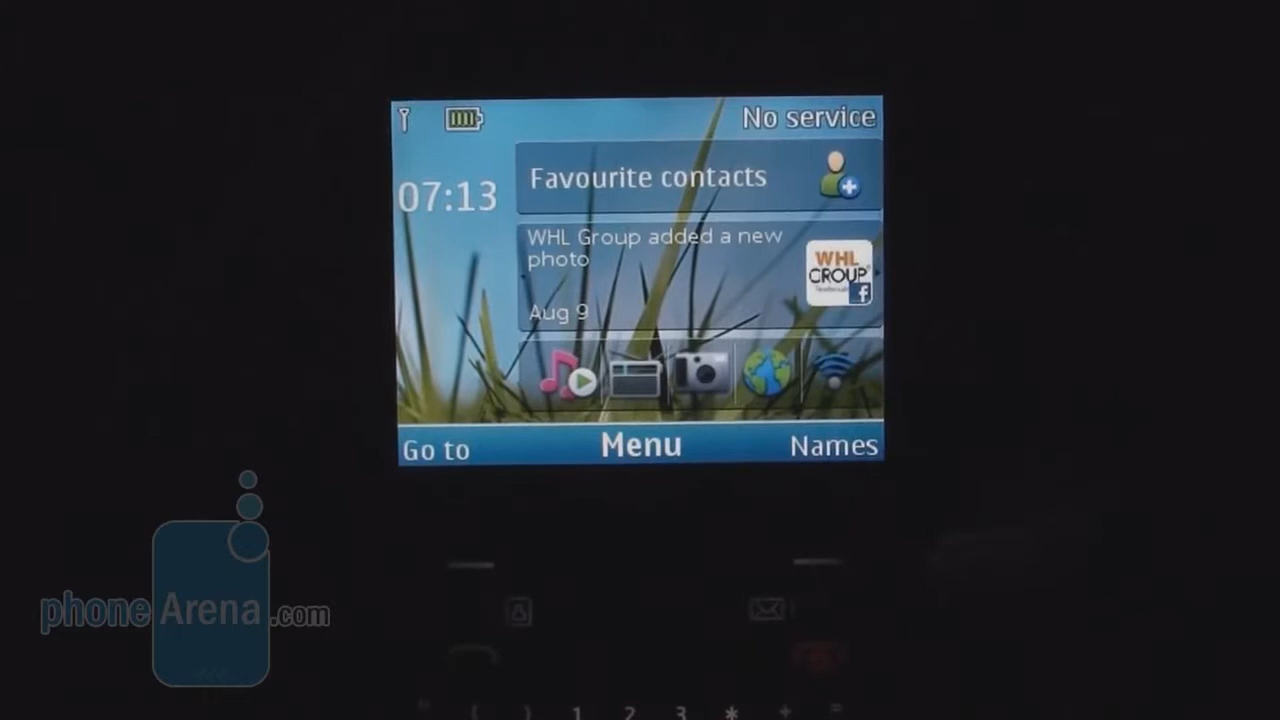 No service
07:13
Favourite contacts
WHL Group added a new
photo
WHL
GROUP
Aug 9
Go to
Menu
Names
phoneArena.com
( ) 1 2 3 * + =